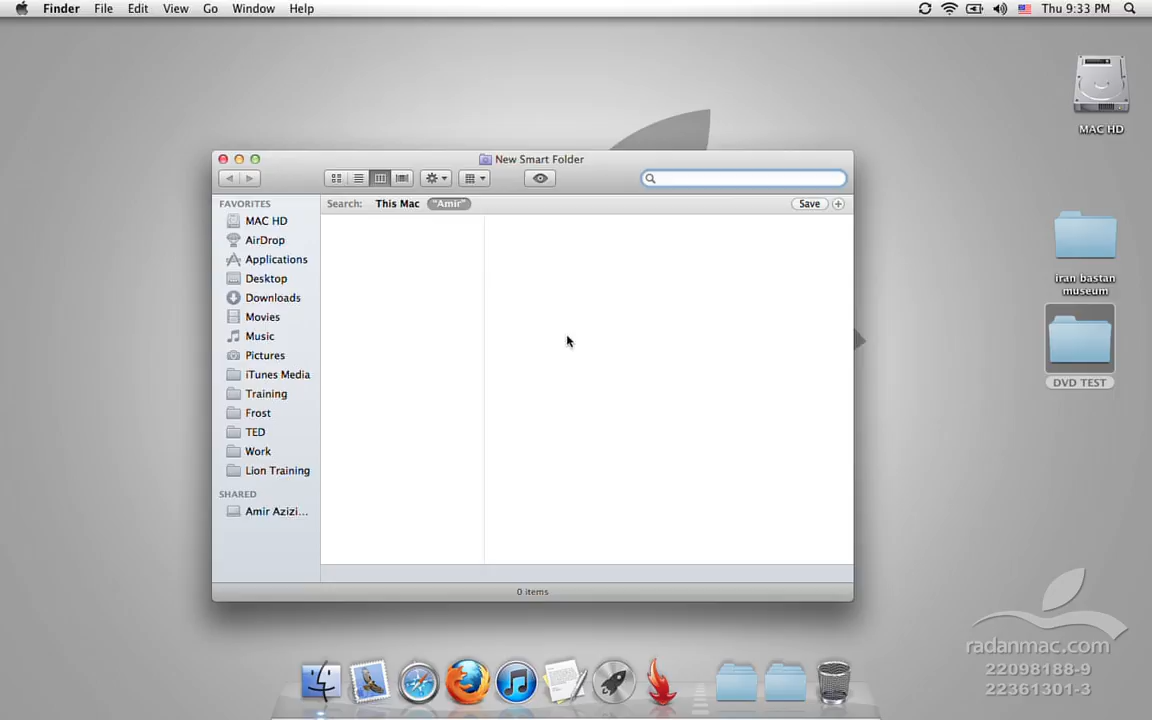 Finder File Edit View Go Window Help Thu 9:33 PM
MAC HD
New Smart Folder
Search: This Mac "Amir" Save
FAVORITES
MAC HD
AirDrop
Applications
Desktop
Downloads
Movies
Music
Pictures
iTunes Media
Training
Frost
TED
Work
Lion Training
SHARED
Amir Azizi...
0 items
iran bastan
museum
DVD TEST
radanmac.com
22098188-9
22361301-3